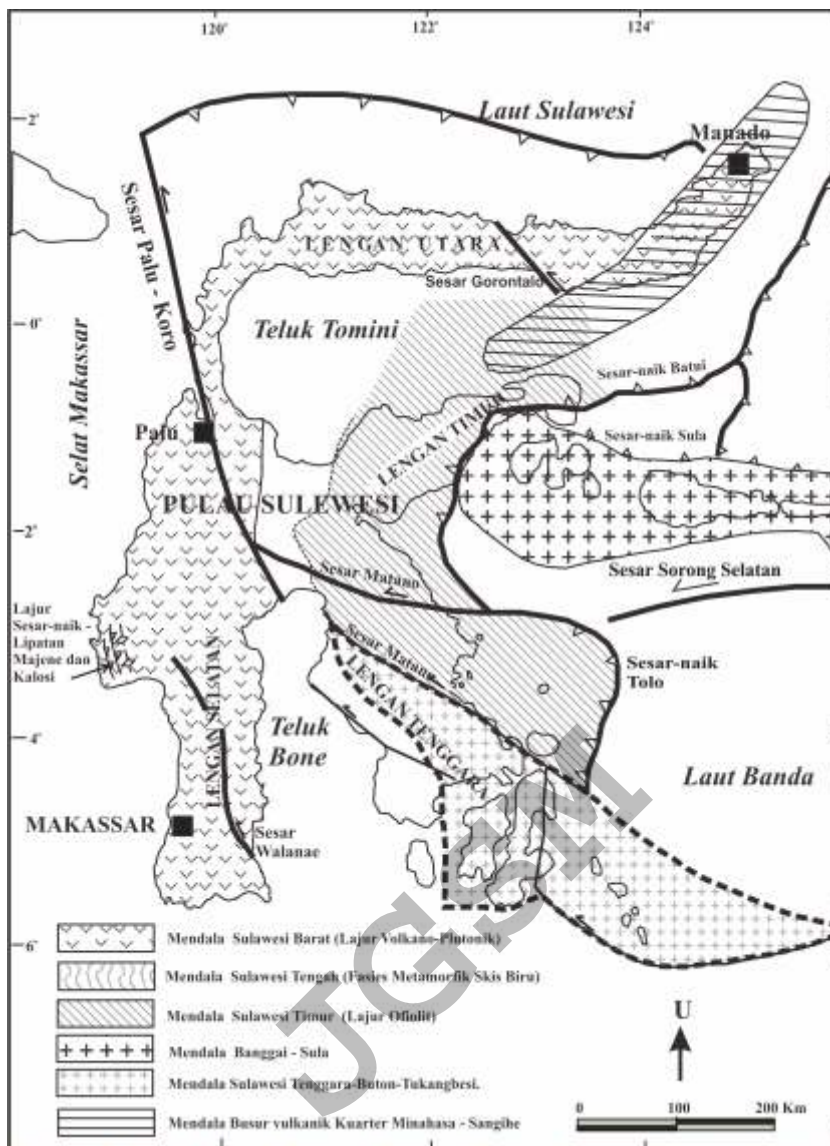 120°
122°
124°
2°
Laut Sulawesi
Manado
Sesar Palu - Koro
LENGAN UTARA
Sesar Gorontalo
Teluk Tomini
0°
Selat Makassar
Sesar-naik Batui
LENGAN TIMUR
Palu
Sesar-naik Sula
PULAU SULEWESI
2°
Sesar Sorong Selatan
Sesar Matano
Lajur
Sesar-naik -
Lipatan
Majene dan
Kalosi
Sesar Matano
Sesar-naik
Tolo
LENGAN SELATAN
LENGAN TENGGARA
Teluk
Bone
4°
Laut Banda
MAKASSAR
Sesar
Walanae
JGSM
6°
Mendala Sulawesi Barat (Lajur Volkano-Plutonik)
Mendala Sulawesi Tengah (Fasies Metamorfik Skis Biru)
Mendala Sulawesi Timur (Lajur Ofiolit)
Mendala Banggai - Sula
Mendala Sulawesi Tenggara-Buton-Tukangbesi.
Mendala Busur vulkanik Kuarter Minahasa - Sangihe
U
0 100 200 Km